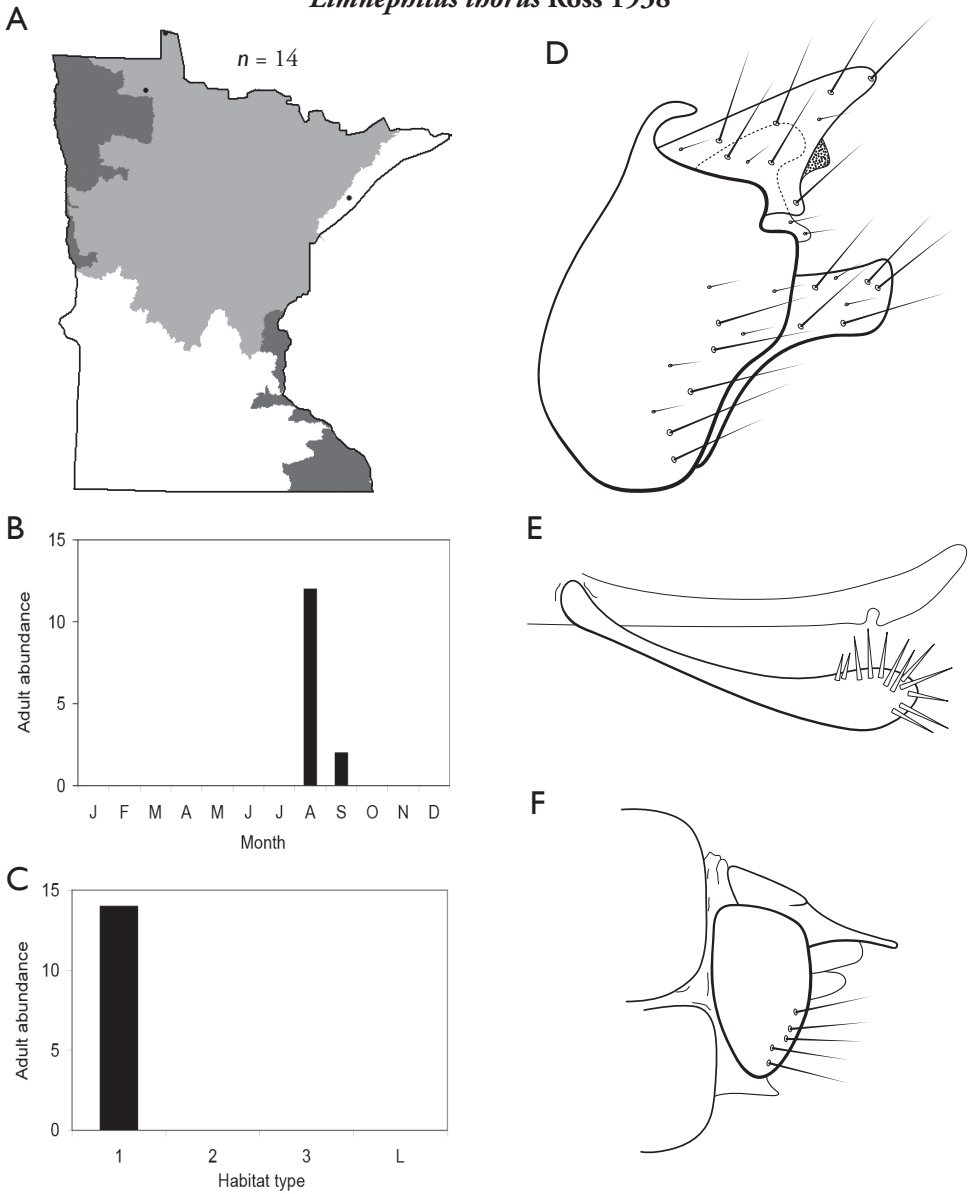 Limnephilus thorus Ross 1938
A
n = 14
D
B
15
10
5
0
Adult abundance
J F M A M J J A S O N D
Month
E
C
15
10
5
0
Adult abundance
1 2 3 L
Habitat type
F